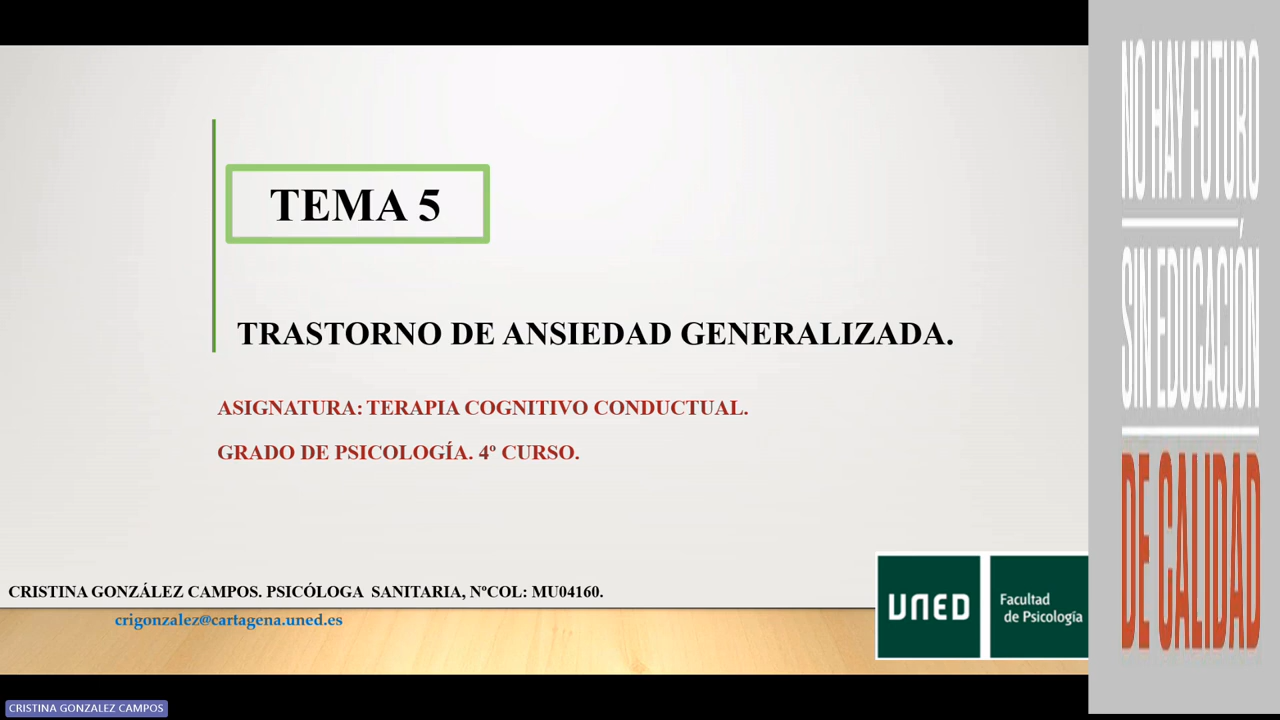 TEMA 5
TRASTORNO DE ANSIEDAD GENERALIZADA.
ASIGNATURA: TERAPIA COGNITIVO CONDUCTUAL.
GRADO DE PSICOLOGÍA. 4º CURSO.
CRISTINA GONZÁLEZ CAMPOS. PSICÓLOGA SANITARIA, NºCOL: MU04160.
crigonzalez@cartagena.uned.es
UNED
Facultad
de Psicología
NO HAY FUTURO
SIN EDUCACIÓN
DE CALIDAD
CRISTINA GONZALEZ CAMPOS